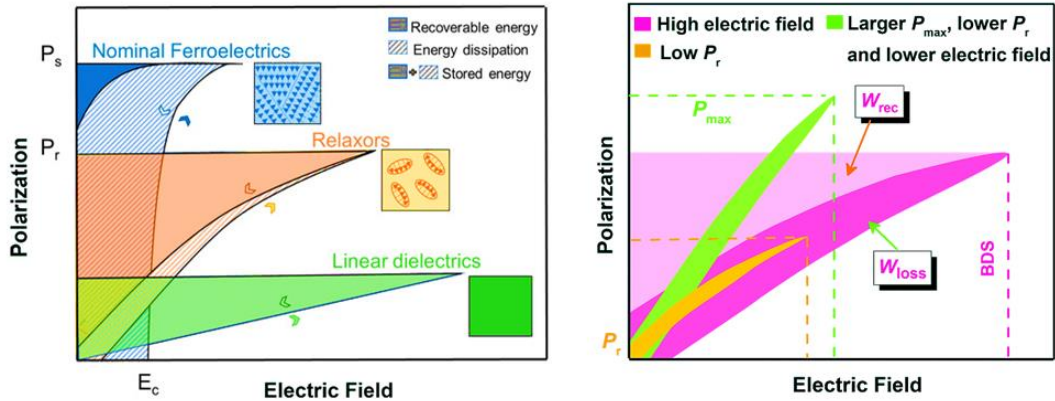 Recoverable energy
Energy dissipation
Stored energy
Nominal Ferroelectrics
Relaxors
Linear dielectrics
Ps
Pr
Ec
Polarization
Electric Field
High electric field
Low Pr
Larger Pmax, lower Pr
and lower electric field
Pmax
Wrec
Wloss
BDS
Pr
Polarization
Electric Field